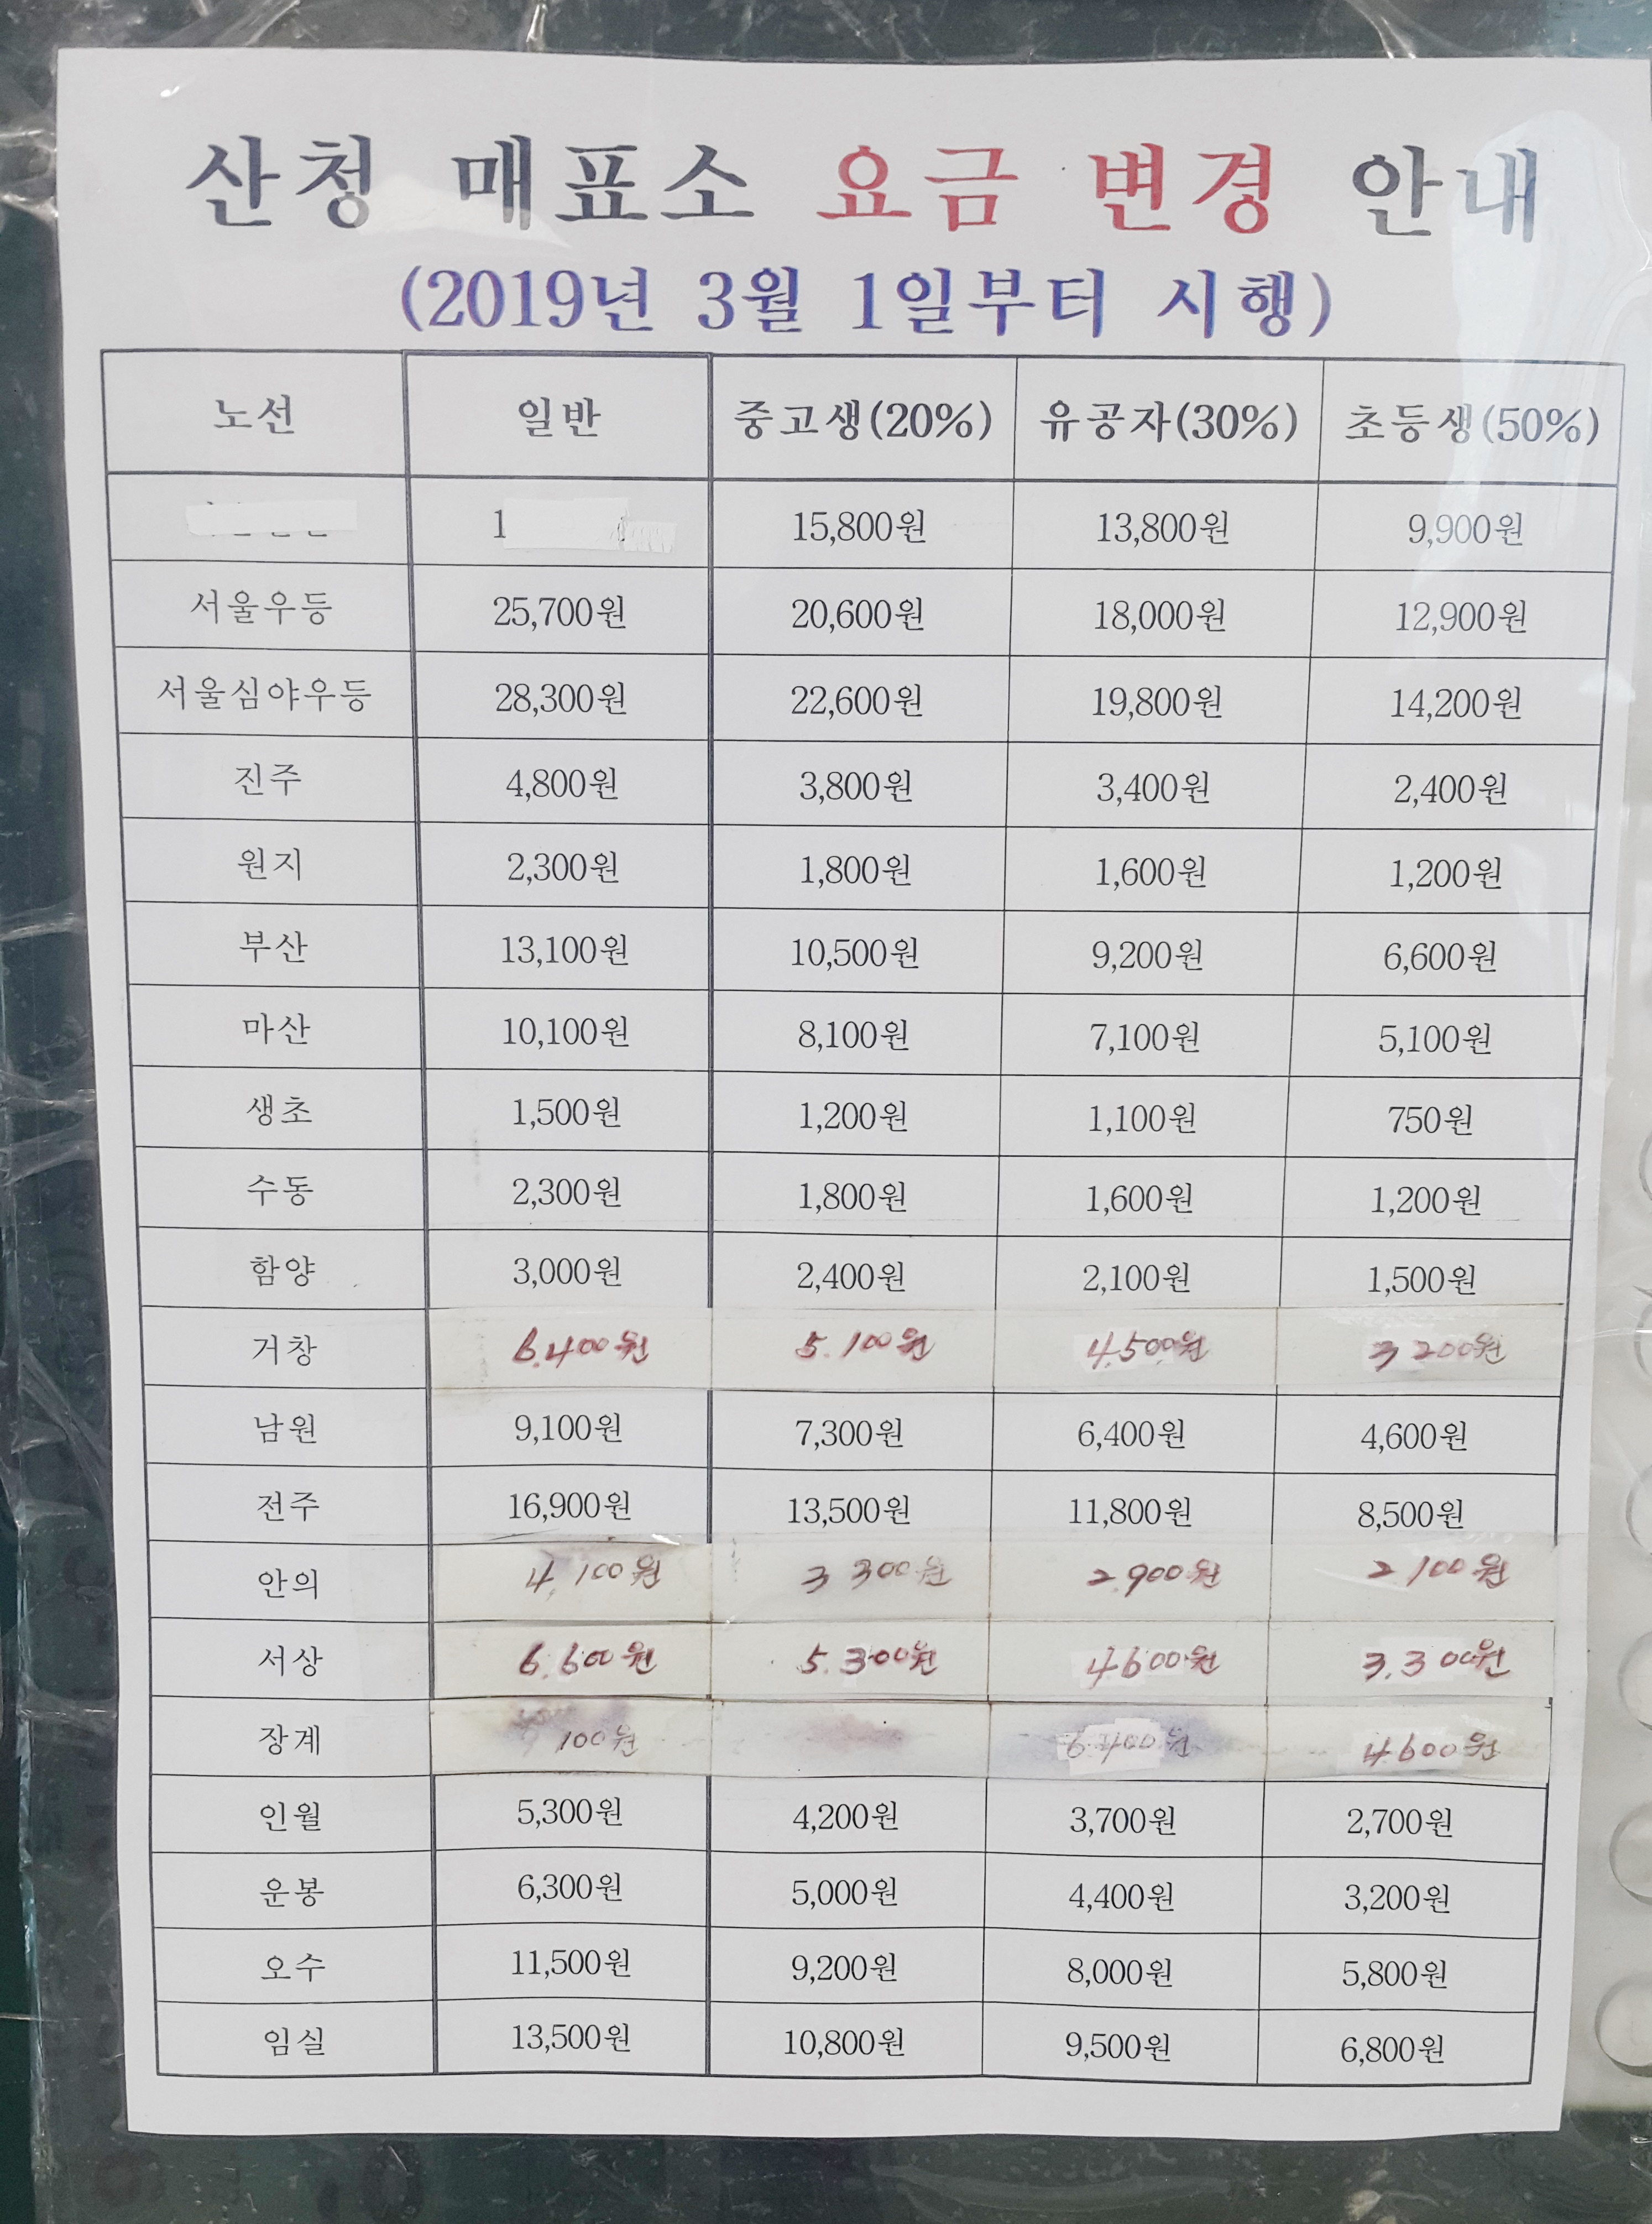 산청 매표소 요금 변경 안내
(2019년 3월 1일부터 시행)
노선 일반 중고생(20%) 유공자(30%) 초등생(50%)
1 15,800원 13,800원 9,900원
서울우등 25,700원 20,600원 18,000원 12,900원
서울심야우등 28,300원 22,600원 19,800원 14,200원
진주 4,800원 3,800원 3,400원 2,400원
원지 2,300원 1,800원 1,600원 1,200원
부산 13,100원 10,500원 9,200원 6,600원
마산 10,100원 8,100원 7,100원 5,100원
생초 1,500원 1,200원 1,100원 750원
수동 2,300원 1,800원 1,600원 1,200원
함양 3,000원 2,400원 2,100원 1,500원
거창 6.400원 5.100원 4.500원 3 200원
남원 9,100원 7,300원 6,400원 4,600원
전주 16,900원 13,500원 11,800원 8,500원
안의 4.100원 3 300원 2.900원 2 100원
서상 6.600원 5.300원 4600원 3.300원
장계 100원 6400원 4600원
인월 5,300원 4,200원 3,700원 2,700원
운봉 6,300원 5,000원 4,400원 3,200원
오수 11,500원 9,200원 8,000원 5,800원
임실 13,500원 10,800원 9,500원 6,800원